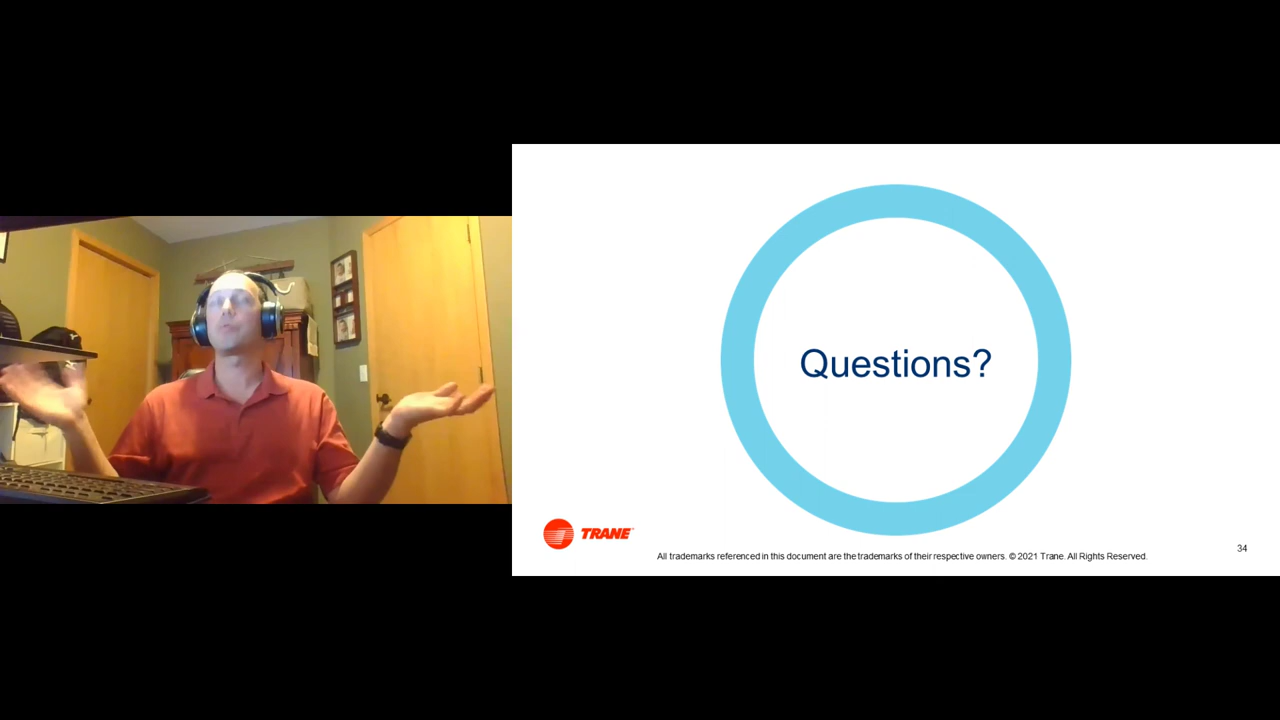 Questions?
TRANE
All trademarks referenced in this document are the trademarks of their respective owners. © 2021 Trane. All Rights Reserved.
34